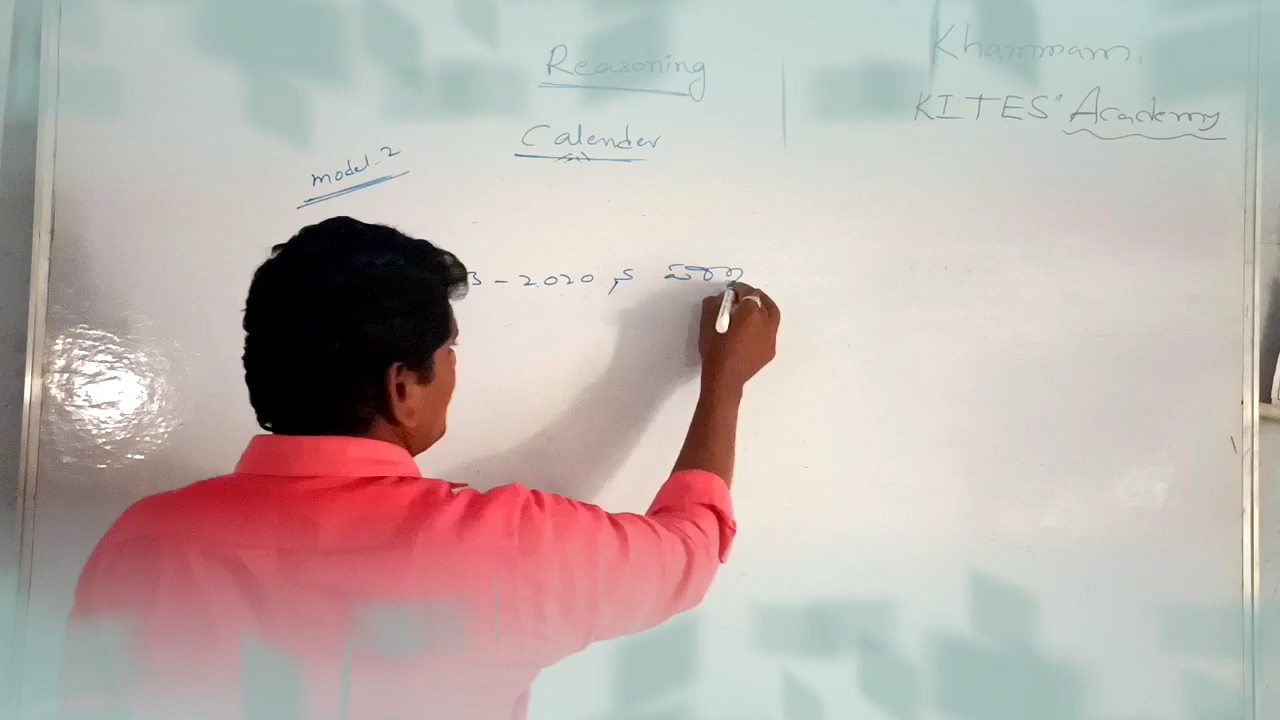 Khammam,
Reasoning
KITES" Academy
Calender
model-2
3 - 2020 న